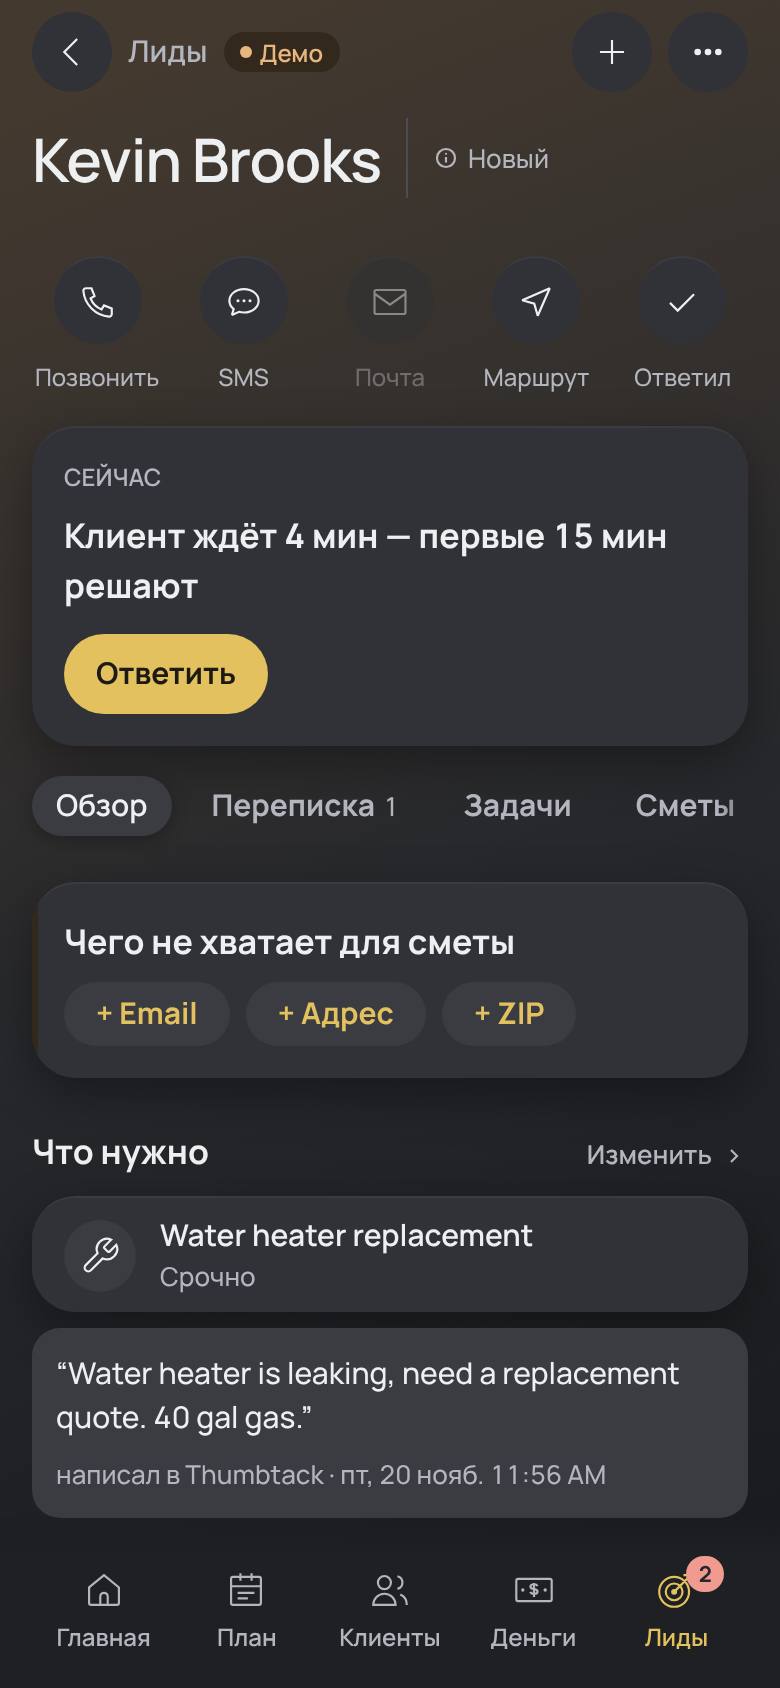 Лиды
Демо
Kevin Brooks
Новый
Позвонить
SMS
Почта
Маршрут
Ответил
СЕЙЧАС
Клиент ждёт 4 мин — первые 15 мин
решают
Ответить
Обзор
Переписка 1
Задачи
Сметы
Чего не хватает для сметы
+ Email
+ Адрес
+ ZIP
Что нужно
Изменить
Water heater replacement
Срочно
“Water heater is leaking, need a replacement
quote. 40 gal gas.”
написал в Thumbtack · пт, 20 нояб. 11:56 AM
2
Главная
План
Клиенты
Деньги
Лиды